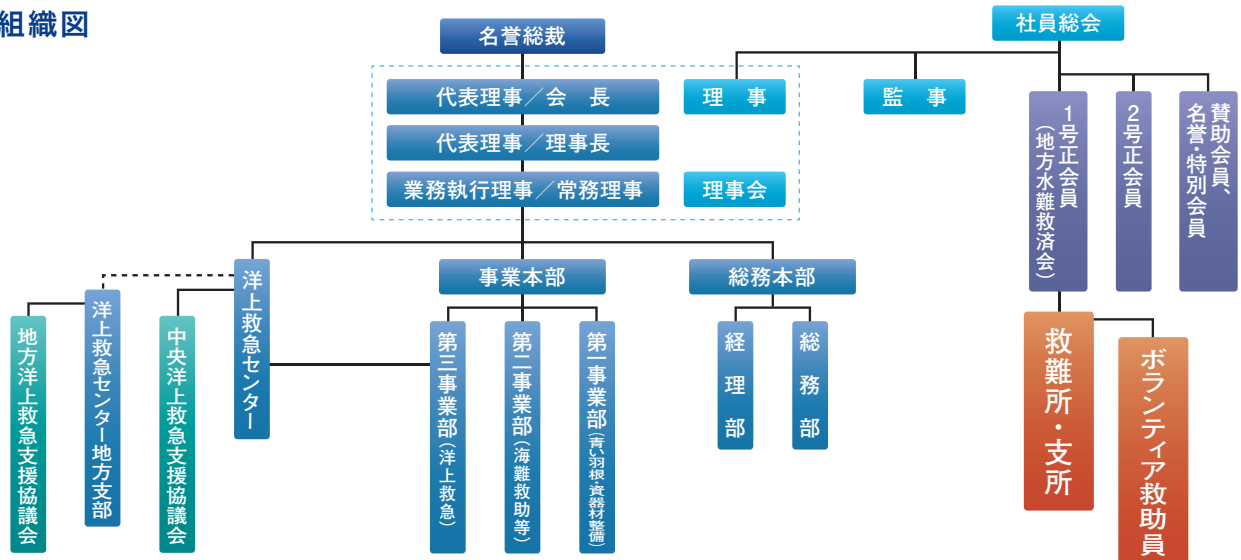 組織図
名誉総裁
社員総会
代表理事／会　長
理　事
監　事
代表理事／理事長
業務執行理事／常務理事
理事会
1号正会員
（地方水難救済会）
2号正会員
賛助会員、
名誉・特別会員
洋上救急センター
事業本部
総務本部
地方洋上救急支援協議会
洋上救急センター地方支部
中央洋上救急支援協議会
第三事業部（洋上救急）
第二事業部（海難救助等）
第一事業部（青い羽根・資器材整備）
経理部
総務部
救難所・支所
ボランティア救助員